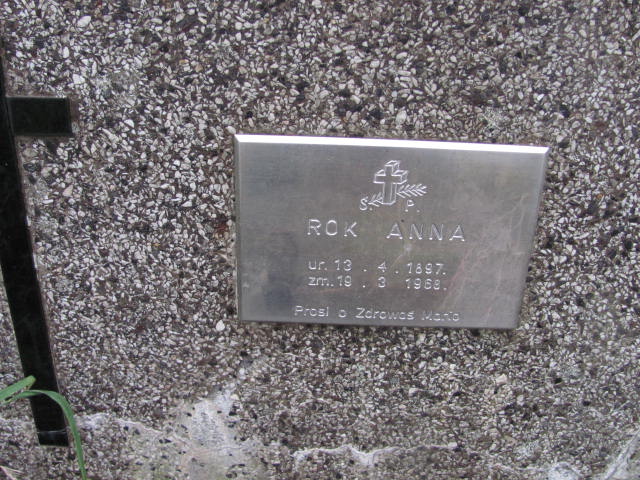 S. P.
ROK ANNA
ur. 13 . 4 . 1897.
zm. 19 . 3 . 1968.
Prosi o Zdrowaś Mario